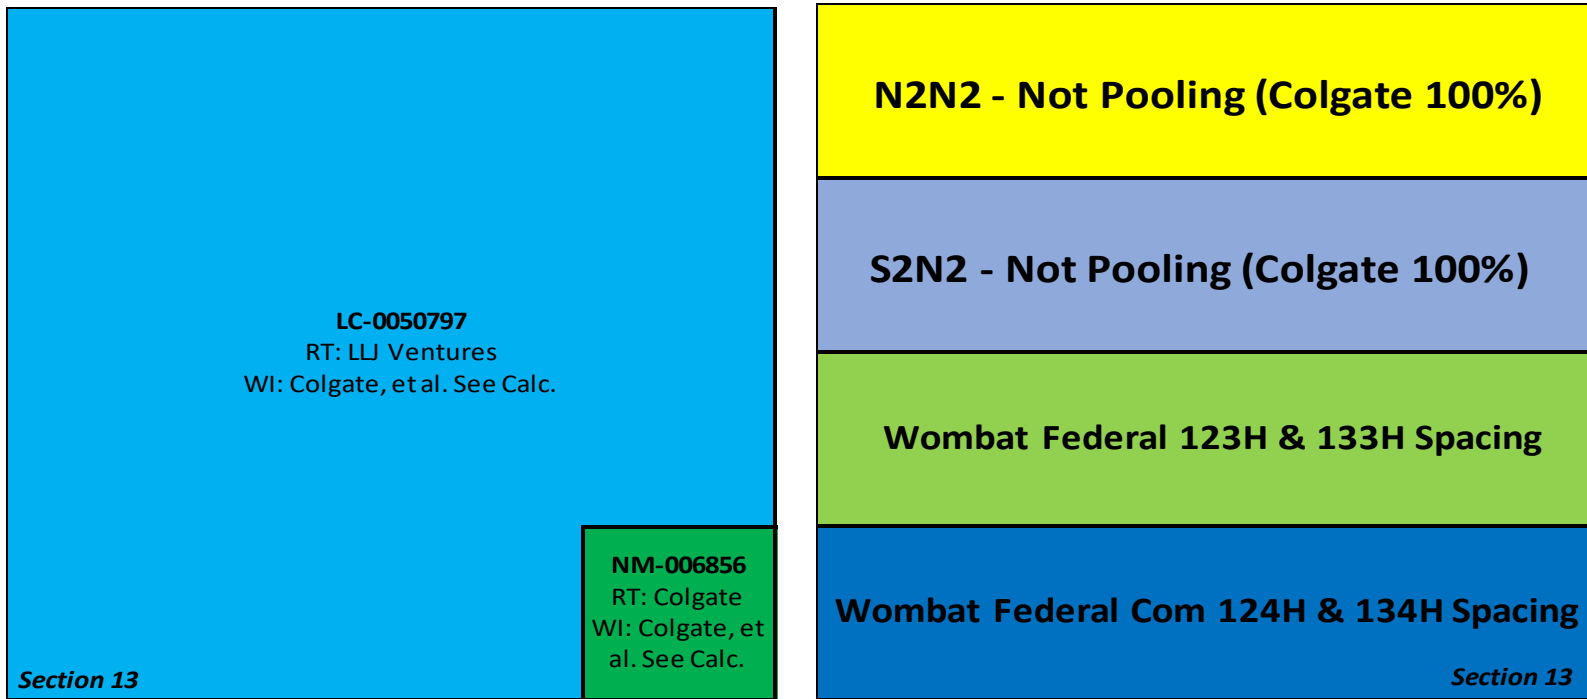 LC-0050797
RT: LLJ Ventures
WI: Colgate, et al. See Calc.
NM-006856
RT: Colgate
WI: Colgate, et
al. See Calc.
Section 13
N2N2 - Not Pooling (Colgate 100%)
S2N2 - Not Pooling (Colgate 100%)
Wombat Federal 123H & 133H Spacing
Wombat Federal Com 124H & 134H Spacing
Section 13